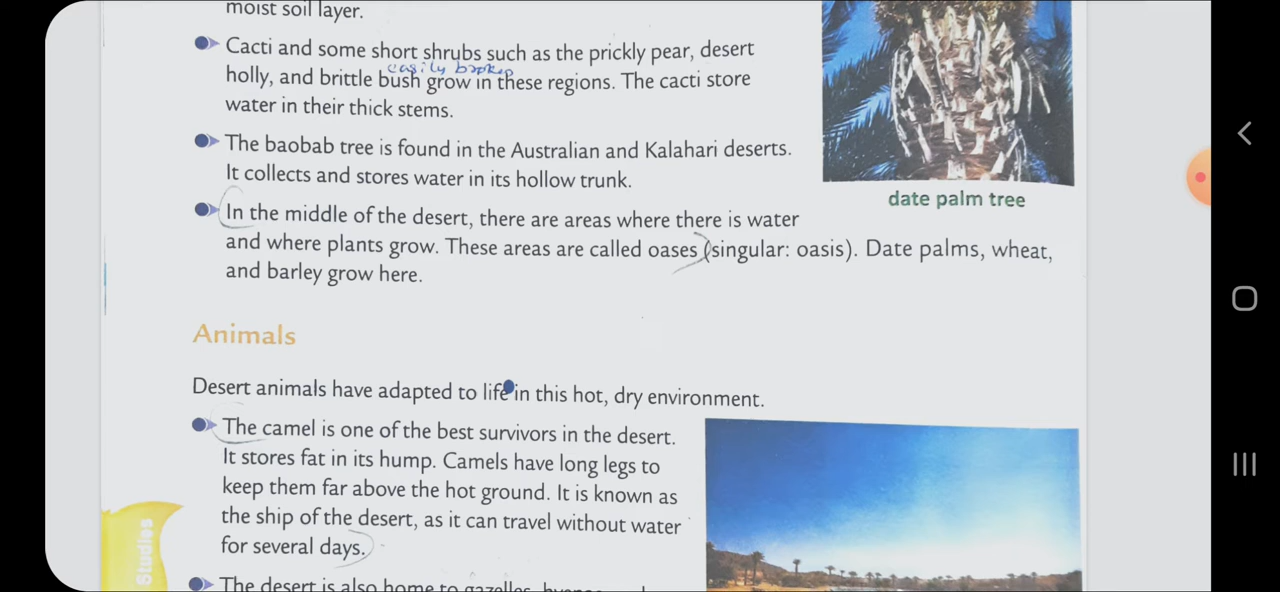 moist soil layer.
Cacti and some short shrubs such as the prickly pear, desert
easily broken
holly, and brittle bush grow in these regions. The cacti store
water in their thick stems.
The baobab tree is found in the Australian and Kalahari deserts.
It collects and stores water in its hollow trunk.
date palm tree
In the middle of the desert, there are areas where there is water
and where plants grow. These areas are called oases (singular: oasis). Date palms, wheat,
and barley grow here.
Animals
Desert animals have adapted to life in this hot, dry environment.
The camel is one of the best survivors in the desert.
It stores fat in its hump. Camels have long legs to
keep them far above the hot ground. It is known as
the ship of the desert, as it can travel without water
for several days.
Studies
The desert is also home to gazelles,